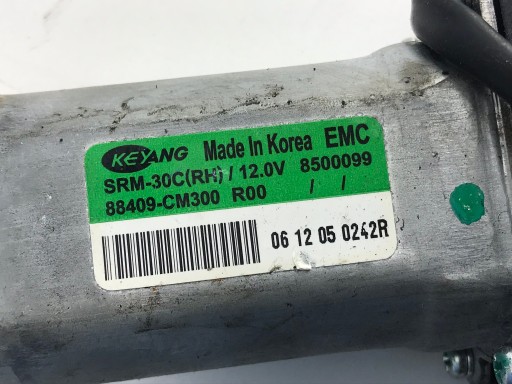 KEYANG Made In Korea EMC
SRM-30C(RH) / 12.0V 8500099
88409-CM300 R00 / /
06 12 05 0242R